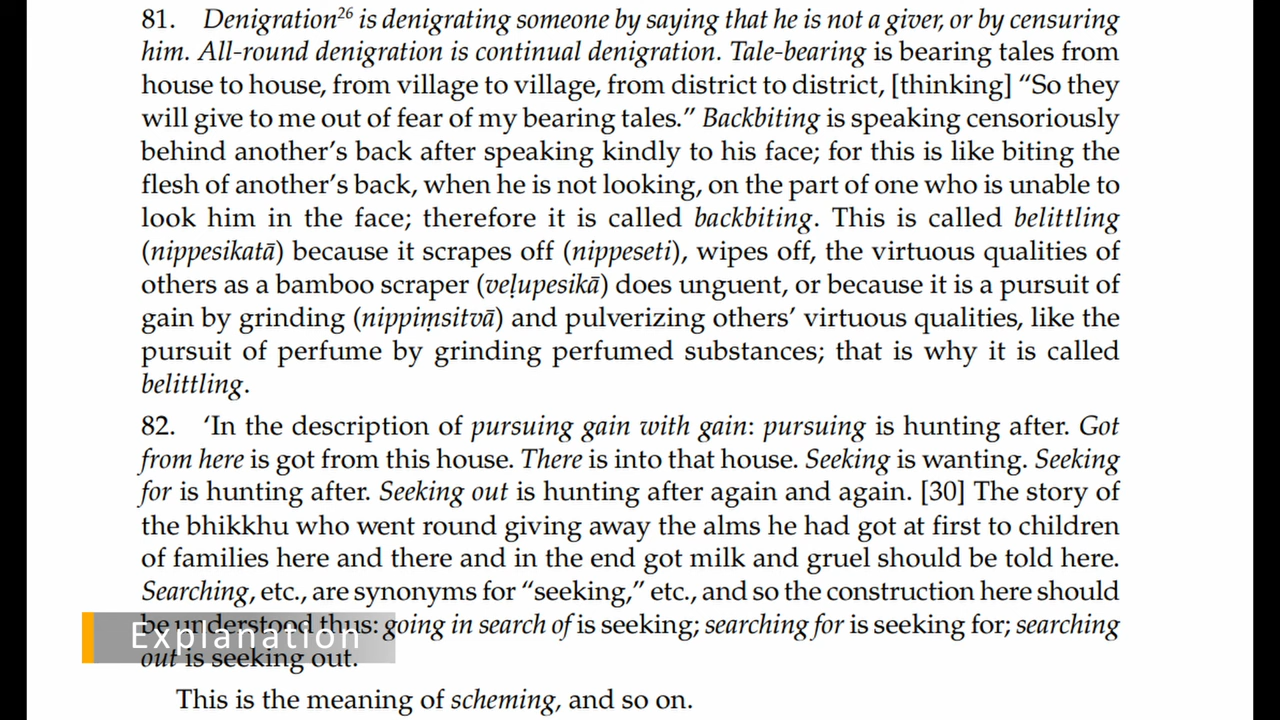 81. Denigration26 is denigrating someone by saying that he is not a giver, or by censuring
him. All-round denigration is continual denigration. Tale-bearing is bearing tales from
house to house, from village to village, from district to district, [thinking] “So they
will give to me out of fear of my bearing tales.” Backbiting is speaking censoriously
behind another’s back after speaking kindly to his face; for this is like biting the
flesh of another’s back, when he is not looking, on the part of one who is unable to
look him in the face; therefore it is called backbiting. This is called belittling
(nippesikatā) because it scrapes off (nippeseti), wipes off, the virtuous qualities of
others as a bamboo scraper (veḷupesikā) does unguent, or because it is a pursuit of
gain by grinding (nippiṃsitvā) and pulverizing others’ virtuous qualities, like the
pursuit of perfume by grinding perfumed substances; that is why it is called
belittling.
82. ‘In the description of pursuing gain with gain: pursuing is hunting after. Got
from here is got from this house. There is into that house. Seeking is wanting. Seeking
for is hunting after. Seeking out is hunting after again and again. [30] The story of
the bhikkhu who went round giving away the alms he had got at first to children
of families here and there and in the end got milk and gruel should be told here.
Searching, etc., are synonyms for “seeking,” etc., and so the construction here should
be understood thus: going in search of is seeking; searching for is seeking for; searching
out is seeking out.
Explanation
This is the meaning of scheming, and so on.